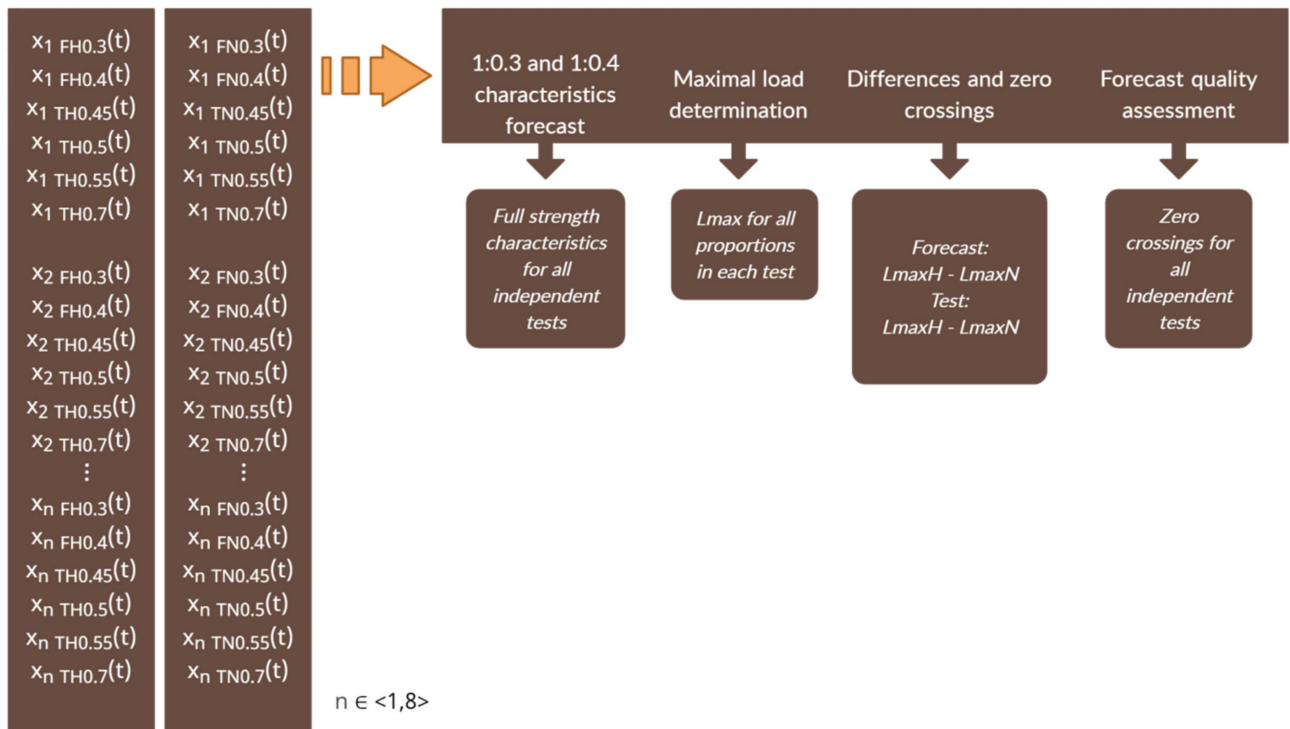 x1 FH0.3(t)
x1 FH0.4(t)
x1 TH0.45(t)
x1 TH0.5(t)
x1 TH0.55(t)
x1 TH0.7(t)
x2 FH0.3(t)
x2 FH0.4(t)
x2 TH0.45(t)
x2 TH0.5(t)
x2 TH0.55(t)
x2 TH0.7(t)
⋮
xn FH0.3(t)
xn FH0.4(t)
xn TH0.45(t)
xn TH0.5(t)
xn TH0.55(t)
xn TH0.7(t)
x1 FN0.3(t)
x1 FN0.4(t)
x1 TN0.45(t)
x1 TN0.5(t)
x1 TN0.55(t)
x1 TN0.7(t)
x2 FN0.3(t)
x2 FN0.4(t)
x2 TN0.45(t)
x2 TN0.5(t)
x2 TN0.55(t)
x2 TN0.7(t)
⋮
xn FN0.3(t)
xn FN0.4(t)
xn TN0.45(t)
xn TN0.5(t)
xn TN0.55(t)
xn TN0.7(t)
n ∈ <1,8>
1:0.3 and 1:0.4
characteristics
forecast
Maximal load
determination
Differences and zero
crossings
Forecast quality
assessment
Full strength
characteristics
for all
independent
tests
Lmax for all
proportions
in each test
Forecast:
LmaxH - LmaxN
Test:
LmaxH - LmaxN
Zero
crossings for
all
independent
tests